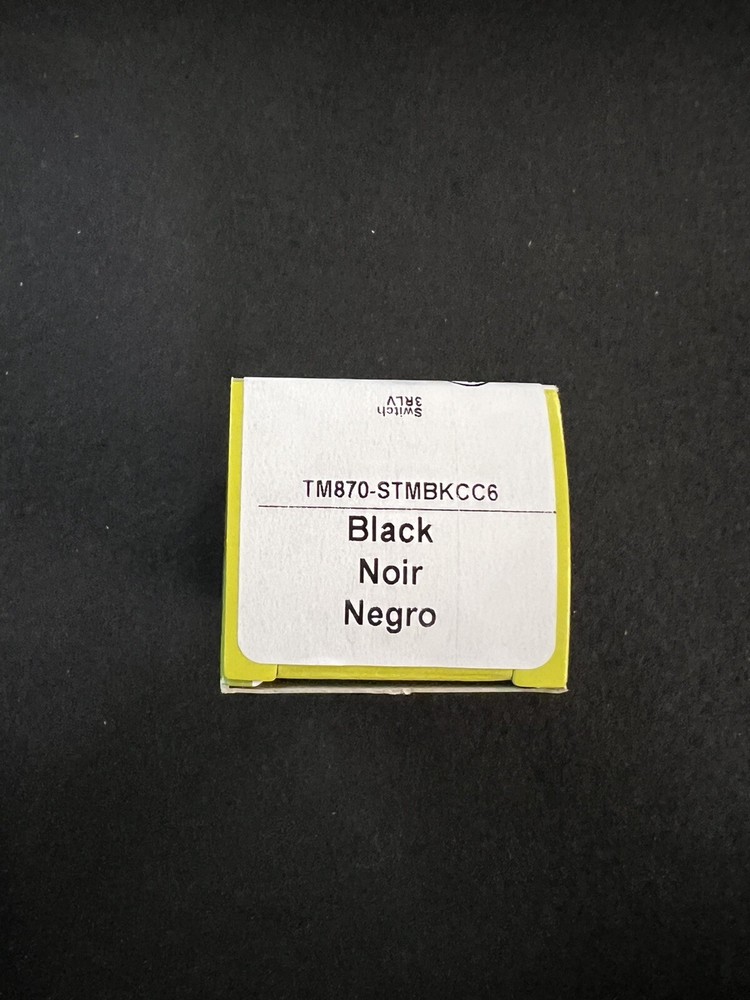 Switch
3RLV
TM870-STMBKCC6
Black
Noir
Negro